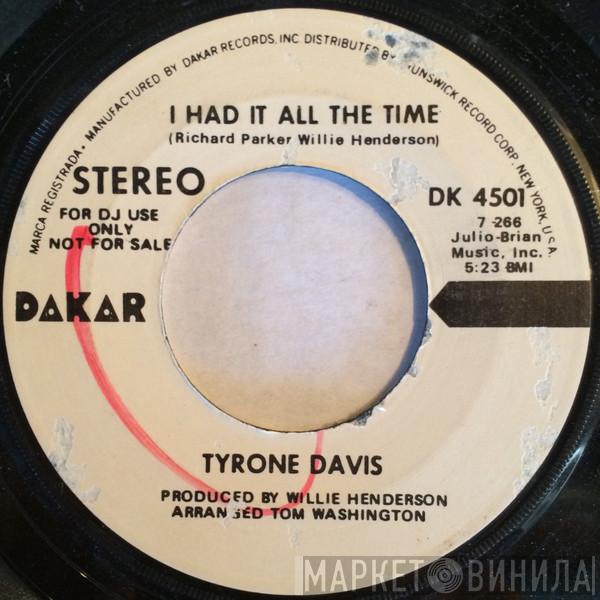 MARCA REGISTRADA · MANUFACTURED BY DAKAR RECORDS, INC DISTRIBUTED BY BRUNSWICK RECORD CORP. NEW YORK, U.S.A.
I HAD IT ALL THE TIME
(Richard Parker Willie Henderson)
STEREO
FOR DJ USE
ONLY
NOT FOR SALE
DK 4501
7-266
Julio-Brian
Music, Inc.
5:23 BMI
DAKAR
TYRONE DAVIS
PRODUCED BY WILLIE HENDERSON
ARRANGED TOM WASHINGTON
МАРКЕТ ВИНИЛА